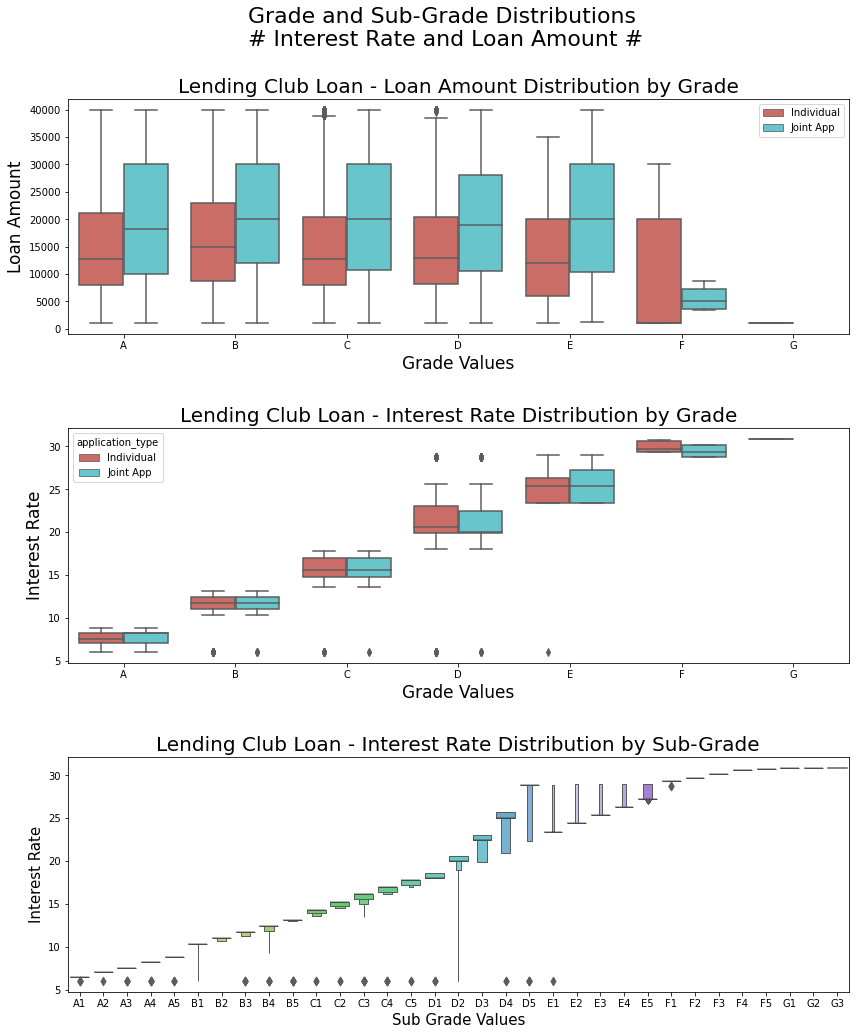 Grade and Sub-Grade Distributions
# Interest Rate and Loan Amount #
Lending Club Loan - Loan Amount Distribution by Grade
Loan Amount
40000
35000
30000
25000
20000
15000
10000
5000
0
Individual
Joint App
A B C D E F G
Grade Values
Lending Club Loan - Interest Rate Distribution by Grade
Interest Rate
30
25
20
15
10
5
application_type
Individual
Joint App
A B C D E F G
Grade Values
Lending Club Loan - Interest Rate Distribution by Sub-Grade
Interest Rate
30
25
20
15
10
5
A1 A2 A3 A4 A5 B1 B2 B3 B4 B5 C1 C2 C3 C4 C5 D1 D2 D3 D4 D5 E1 E2 E3 E4 E5 F1 F2 F3 F4 F5 G1 G2 G3
Sub Grade Values